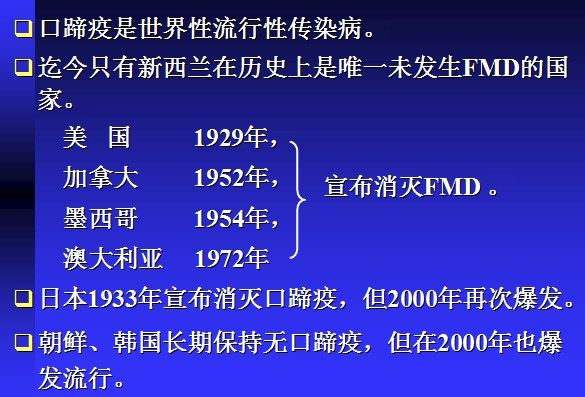 口蹄疫是世界性流行性传染病。
迄今只有新西兰在历史上是唯一未发生FMD的国
家。
美 国 1929年,
加拿大 1952年,
墨西哥 1954年,
澳大利亚 1972年
宣布消灭FMD 。
日本1933年宣布消灭口蹄疫，但2000年再次爆发。
朝鲜、韩国长期保持无口蹄疫，但在2000年也爆
发流行。